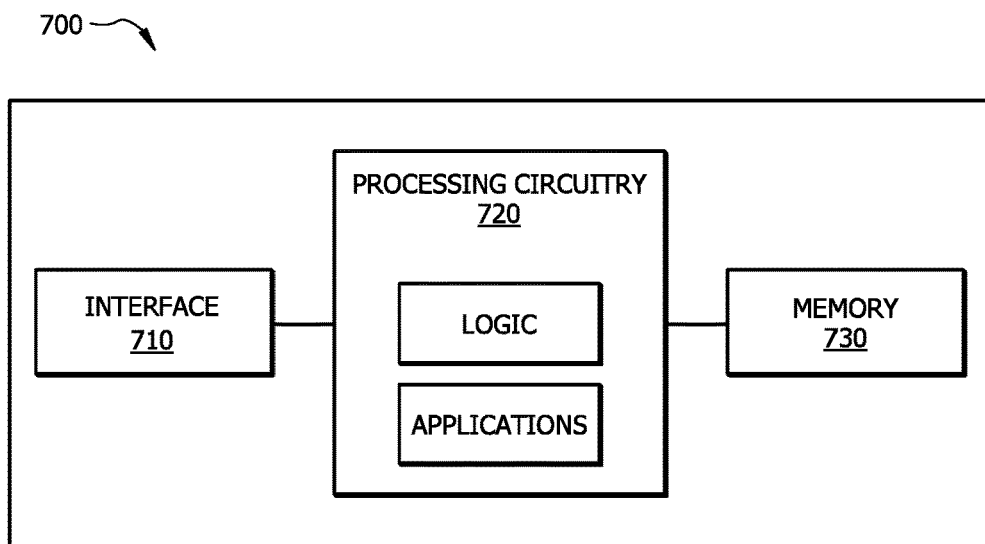 700
PROCESSING CIRCUITRY
720
INTERFACE
710
LOGIC
APPLICATIONS
MEMORY
730